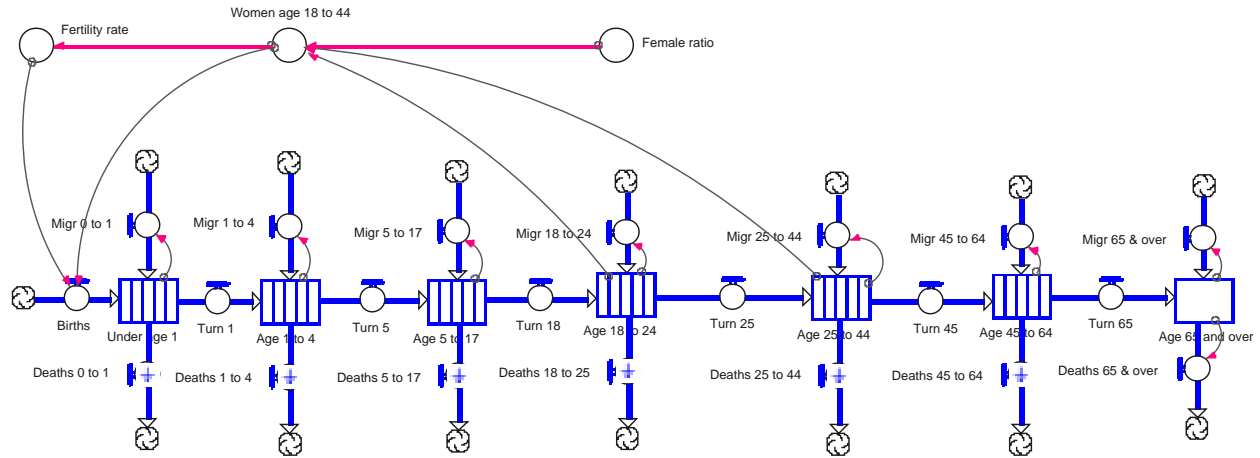 Women age 18 to 44
Fertility rate
Female ratio
Migr 0 to 1
Migr 1 to 4
Migr 5 to 17
Migr 18 to 24
Migr 25 to 44
Migr 45 to 64
Migr 65 & over
Births
Under age 1
Turn 1
Age 1 to 4
Turn 5
Age 5 to 17
Turn 18
Age 18 to 24
Turn 25
Age 25 to 44
Turn 45
Age 45 to 64
Turn 65
Age 65 and over
Deaths 0 to 1
Deaths 1 to 4
Deaths 5 to 17
Deaths 18 to 25
Deaths 25 to 44
Deaths 45 to 64
Deaths 65 & over